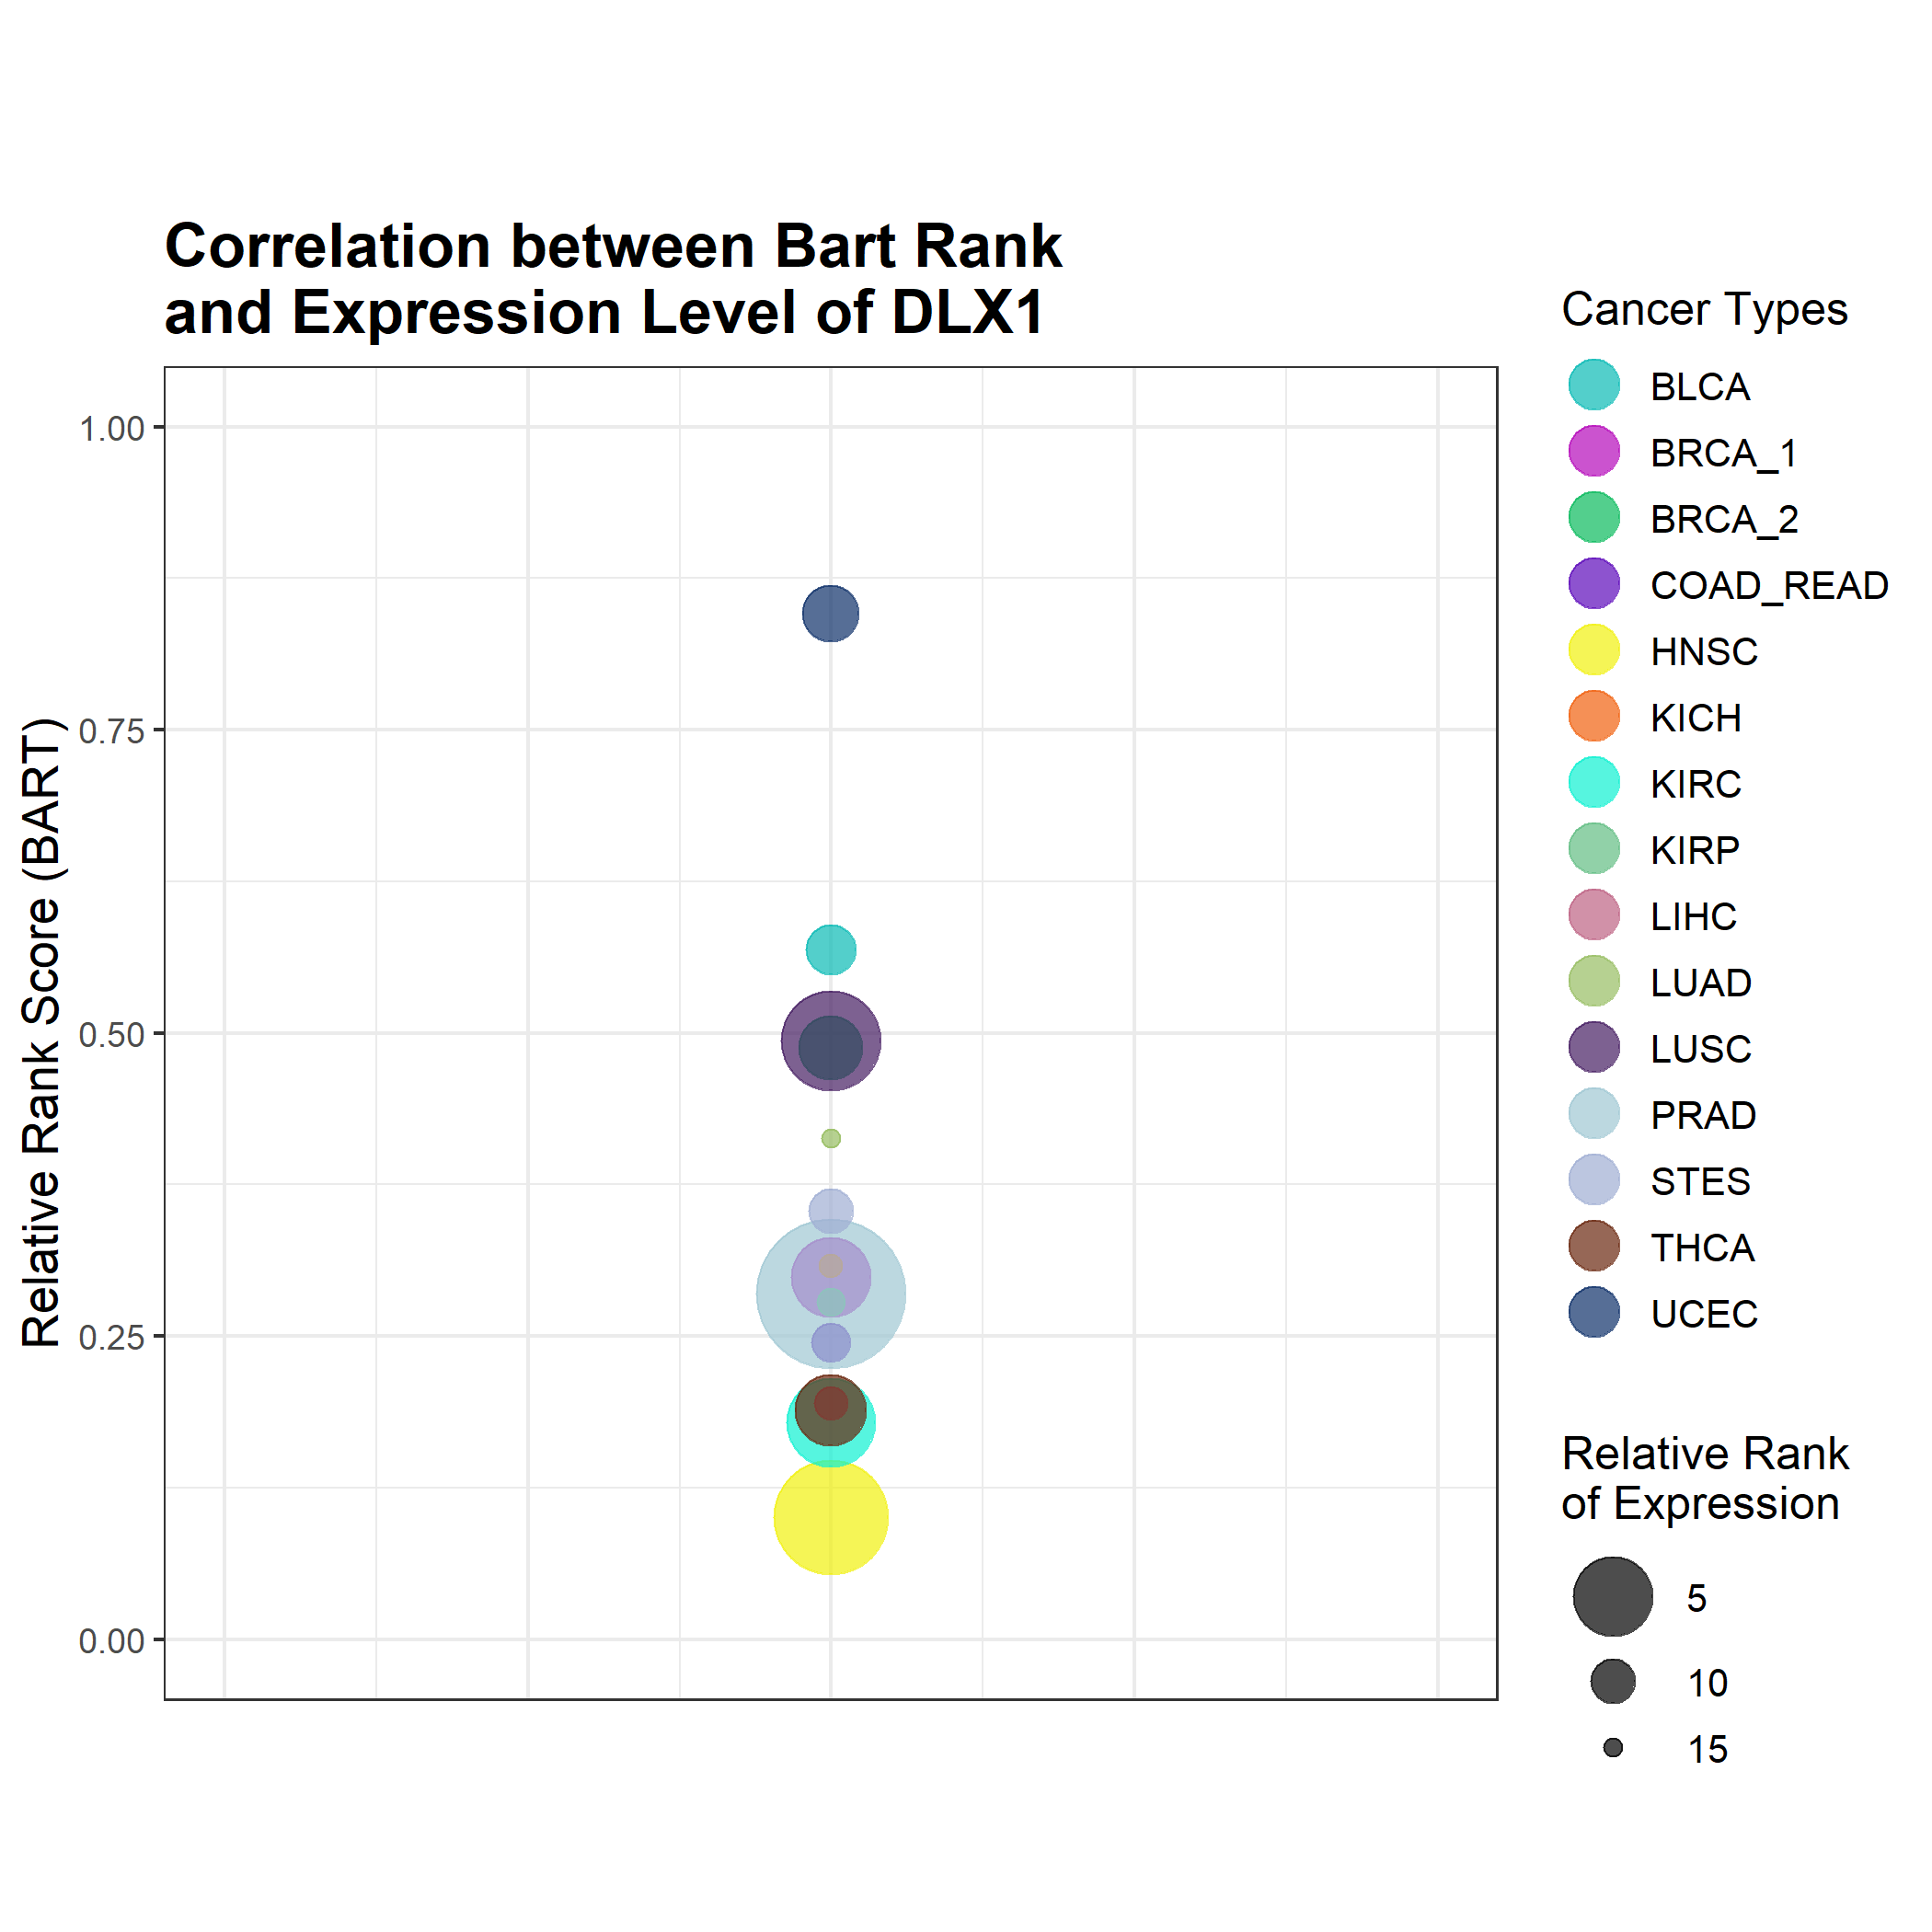 Correlation between Bart Rank
and Expression Level of DLX1
Relative Rank Score (BART)
1.00
0.75
0.50
0.25
0.00
Cancer Types
BLCA
BRCA_1
BRCA_2
COAD_READ
HNSC
KICH
KIRC
KIRP
LIHC
LUAD
LUSC
PRAD
STES
THCA
UCEC
Relative Rank
of Expression
5
10
15